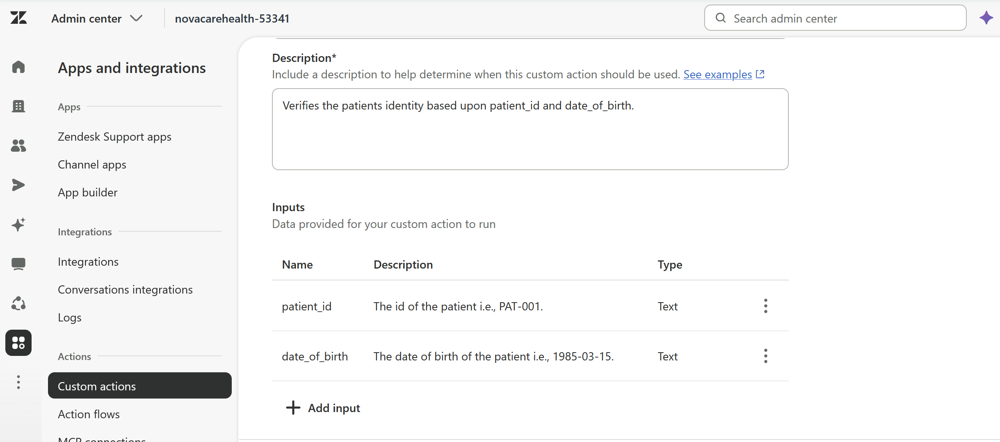 Admin center
novacarehealth-53341
Search admin center
Apps and integrations
Apps
Zendesk Support apps
Channel apps
App builder
Integrations
Integrations
Conversations integrations
Logs
Actions
Custom actions
Action flows
MCP connections
Description*
Include a description to help determine when this custom action should be used. See examples
Verifies the patients identity based upon patient_id and date_of_birth.
Inputs
Data provided for your custom action to run
Name Description Type
patient_id The id of the patient i.e., PAT-001. Text
date_of_birth The date of birth of the patient i.e., 1985-03-15. Text
Add input